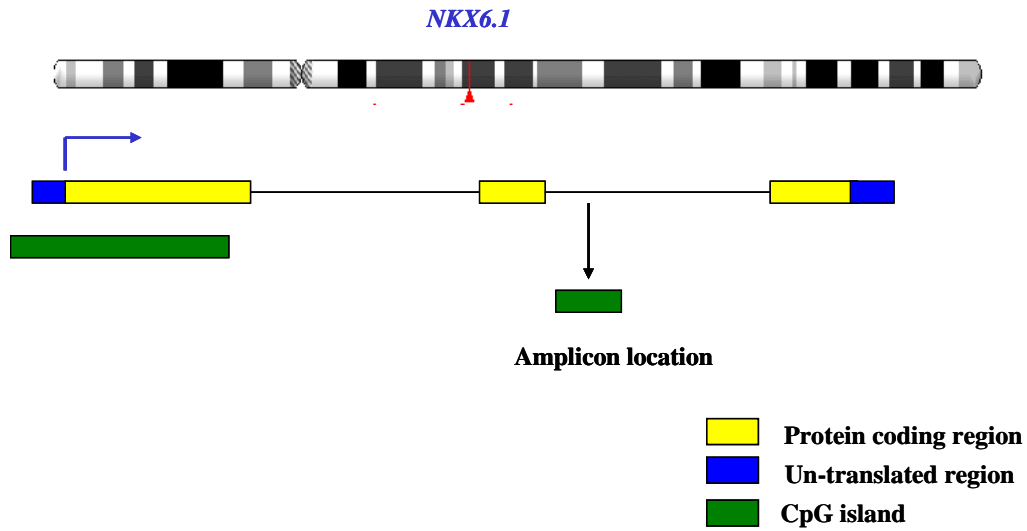 NKX6.1
Amplicon location
Protein coding region
Un-translated region
CpG island